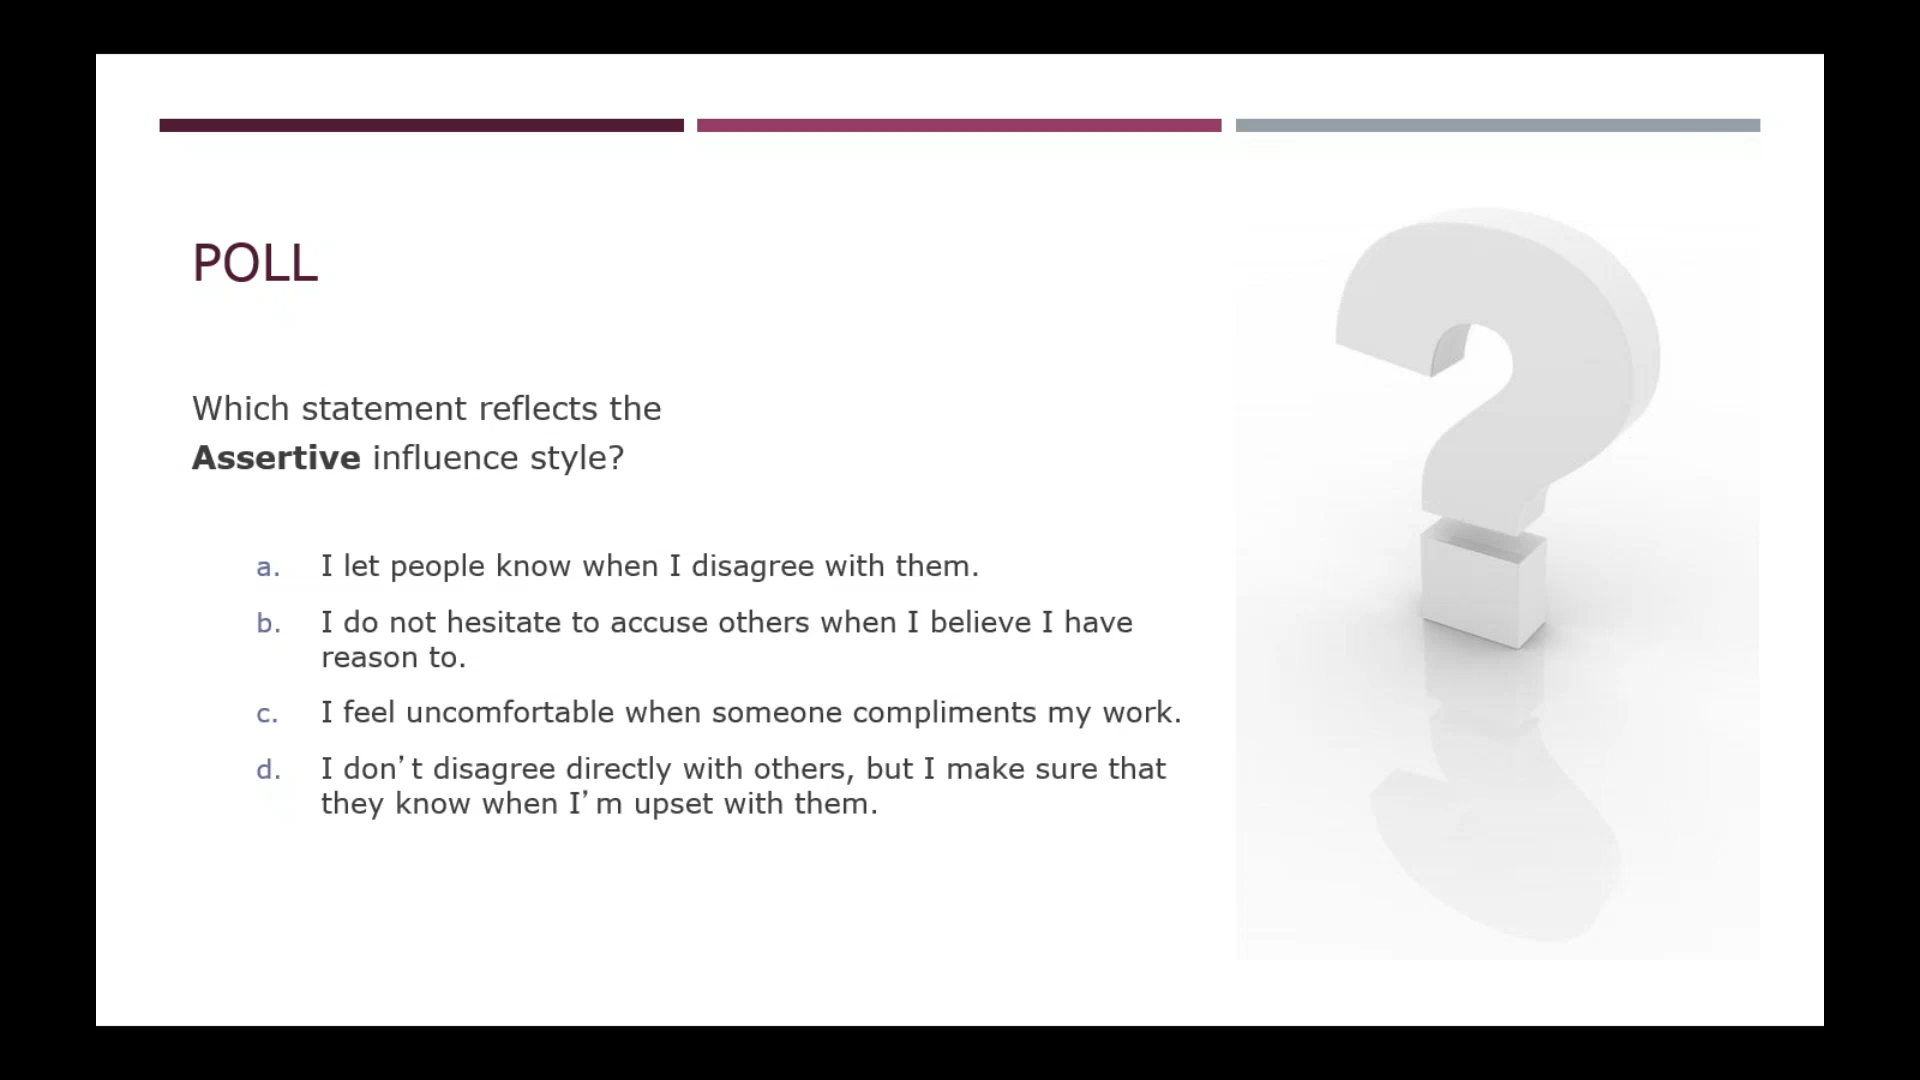 POLL
Which statement reflects the
Assertive influence style?
a. I let people know when I disagree with them.
b. I do not hesitate to accuse others when I believe I have
reason to.
c. I feel uncomfortable when someone compliments my work.
d. I don’t disagree directly with others, but I make sure that
they know when I’m upset with them.